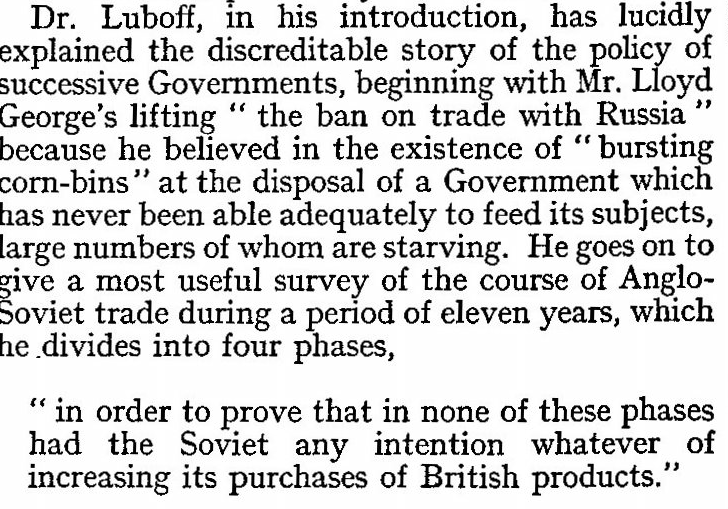 Dr. Luboff, in his introduction, has lucidly
explained the discreditable story of the policy of
successive Governments, beginning with Mr. Lloyd
George's lifting “ the ban on trade with Russia ”
because he believed in the existence of “ bursting
corn-bins ” at the disposal of a Government which
has never been able adequately to feed its subjects,
large numbers of whom are starving. He goes on to
give a most useful survey of the course of Anglo-
Soviet trade during a period of eleven years, which
he divides into four phases,
“ in order to prove that in none of these phases
had the Soviet any intention whatever of
increasing its purchases of British products.”